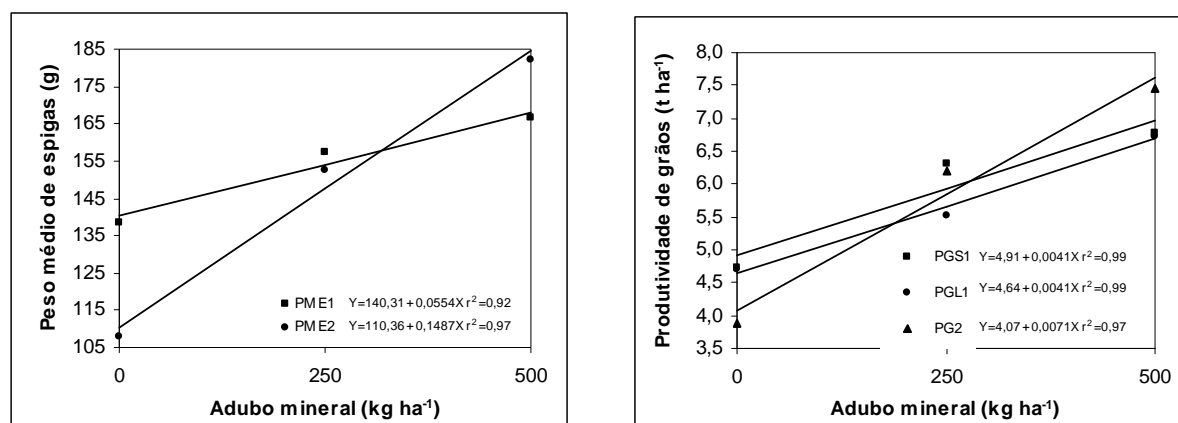 Peso médio de espigas (g)
185
175
165
155
145
135
125
115
105
PME1 Y=140,31+0,0554X r²=0,92
PME2 Y=110,36+0,1487X r²=0,97
0 250 500
Adubo mineral (kg ha⁻¹)
Produtividade de grãos (t ha⁻¹)
8,0
7,5
7,0
6,5
6,0
5,5
5,0
4,5
4,0
3,5
PGS1 Y=4,91+0,0041X r²=0,99
PGL1 Y=4,64+0,0041X r²=0,99
PG2 Y=4,07+0,0071X r²=0,97
0 250 500
Adubo mineral (kg ha⁻¹)